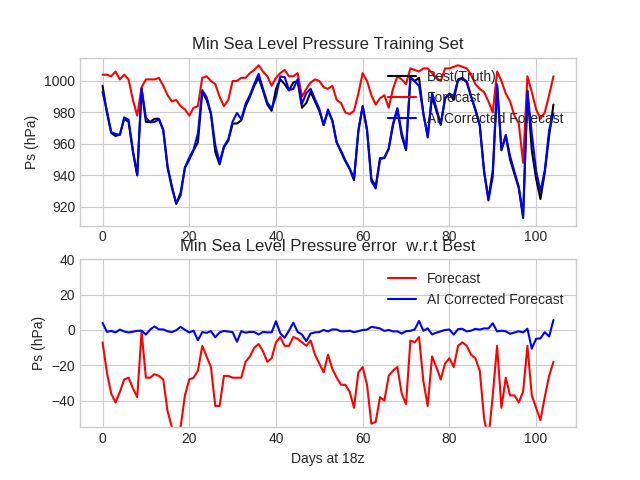 Min Sea Level Pressure Training Set
Ps (hPa)
1000
980
960
940
920
Best(Truth)
Forecast
AI Corrected Forecast
0 20 40 60 80 100
Min Sea Level Pressure error w.r.t Best
Ps (hPa)
40
20
0
−20
−40
Forecast
AI Corrected Forecast
0 20 40 60 80 100
Days at 18z